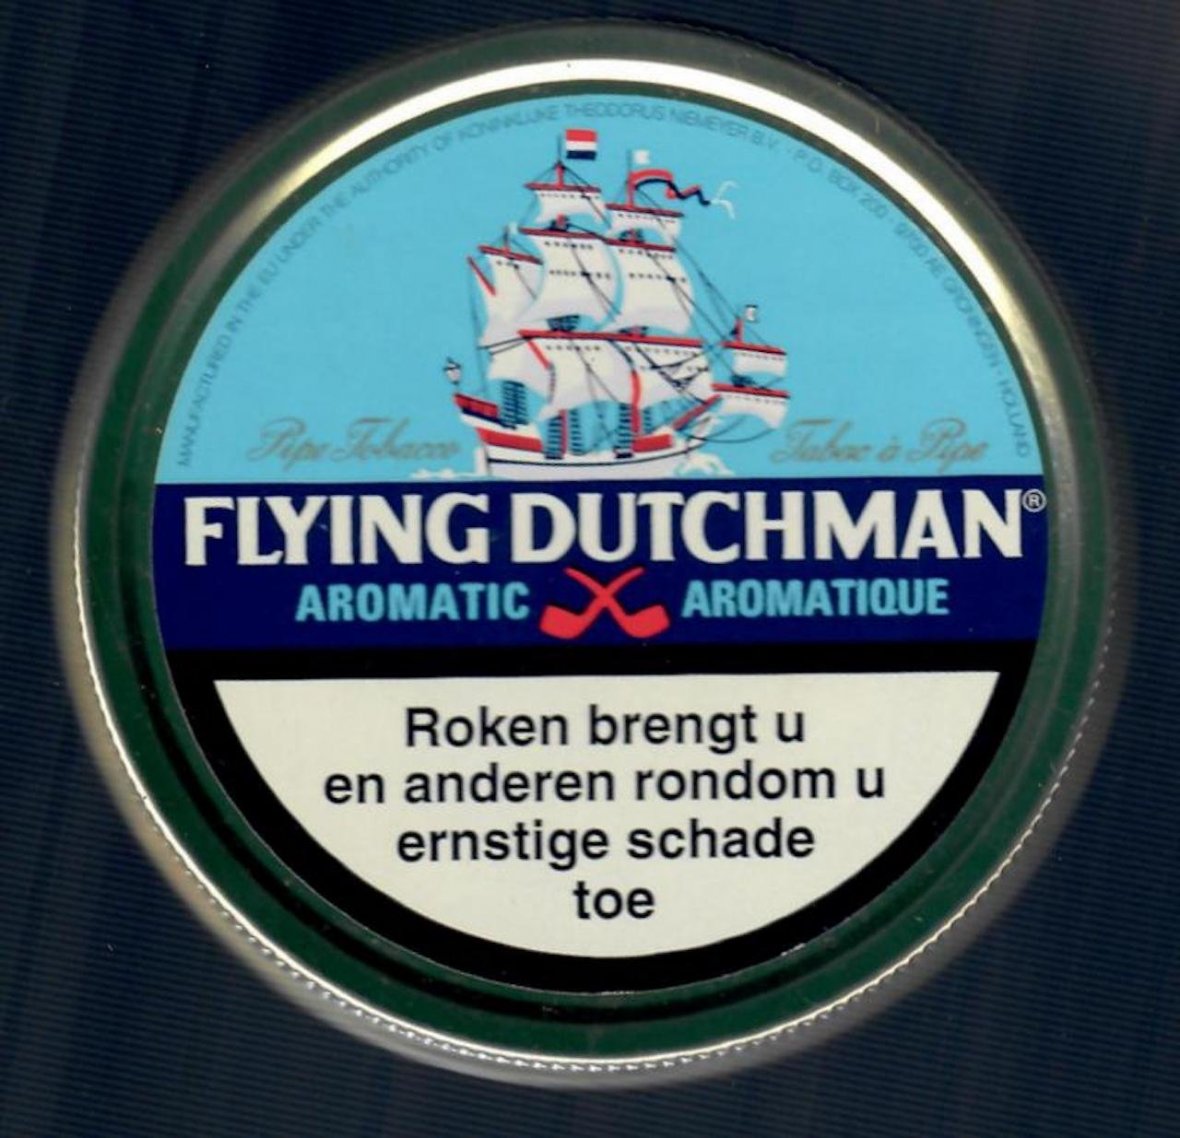 MANUFACTURED IN THE EU UNDER THE AUTHORITY OF KONINKLIJKE THEODORUS NIEMEYER B.V. · P.O. BOX 200 · 9700 AE GRONINGEN · HOLLAND
Pipe Tobacco Tabac à Pipe
FLYING DUTCHMAN®
AROMATIC AROMATIQUE
Roken brengt u
en anderen rondom u
ernstige schade
toe